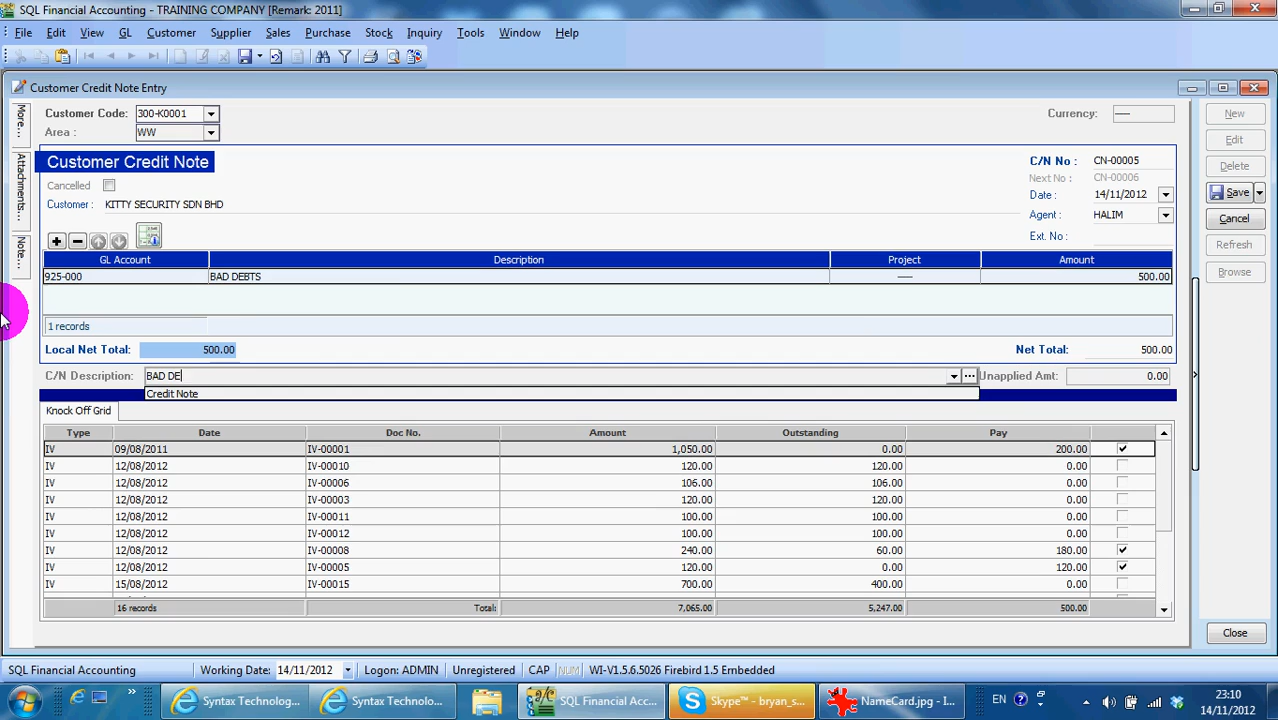 SQL Financial Accounting - TRAINING COMPANY [Remark: 2011]
File Edit View GL Customer Supplier Sales Purchase Stock Inquiry Tools Window Help
Customer Credit Note Entry
More...
Attachments...
Note...
Customer Code: 300-K0001
Currency: ----
Area : WW
Customer Credit Note
C/N No : CN-00005
Next No : CN-00006
Cancelled
Date : 14/11/2012
Customer : KITTY SECURITY SDN BHD
Agent : HALIM
Ext. No :
GL Account Description Project Amount
925-000 BAD DEBTS ---- 500.00
1 records
Local Net Total: 500.00 Net Total: 500.00
C/N Description: BAD DE Unapplied Amt: 0.00
Credit Note
Knock Off Grid
Type Date Doc No. Amount Outstanding Pay
IV 09/08/2011 IV-00001 1,050.00 0.00 200.00
IV 12/08/2012 IV-00010 120.00 120.00 0.00
IV 12/08/2012 IV-00006 106.00 106.00 0.00
IV 12/08/2012 IV-00003 120.00 120.00 0.00
IV 12/08/2012 IV-00011 100.00 100.00 0.00
IV 12/08/2012 IV-00012 100.00 100.00 0.00
IV 12/08/2012 IV-00008 240.00 60.00 180.00
IV 12/08/2012 IV-00005 120.00 0.00 120.00
IV 15/08/2012 IV-00015 700.00 400.00 0.00
16 records Total: 7,065.00 5,247.00 500.00
New
Edit
Delete
Save
Cancel
Refresh
Browse
Close
SQL Financial Accounting Working Date: 14/11/2012 Logon: ADMIN Unregistered CAP NUM WI-V1.5.6.5026 Firebird 1.5 Embedded
Syntax Technolog... Syntax Technolo... SQL Financial Acc... Skype™ - bryan_s... NameCard.jpg - I... EN
23:10
14/11/2012